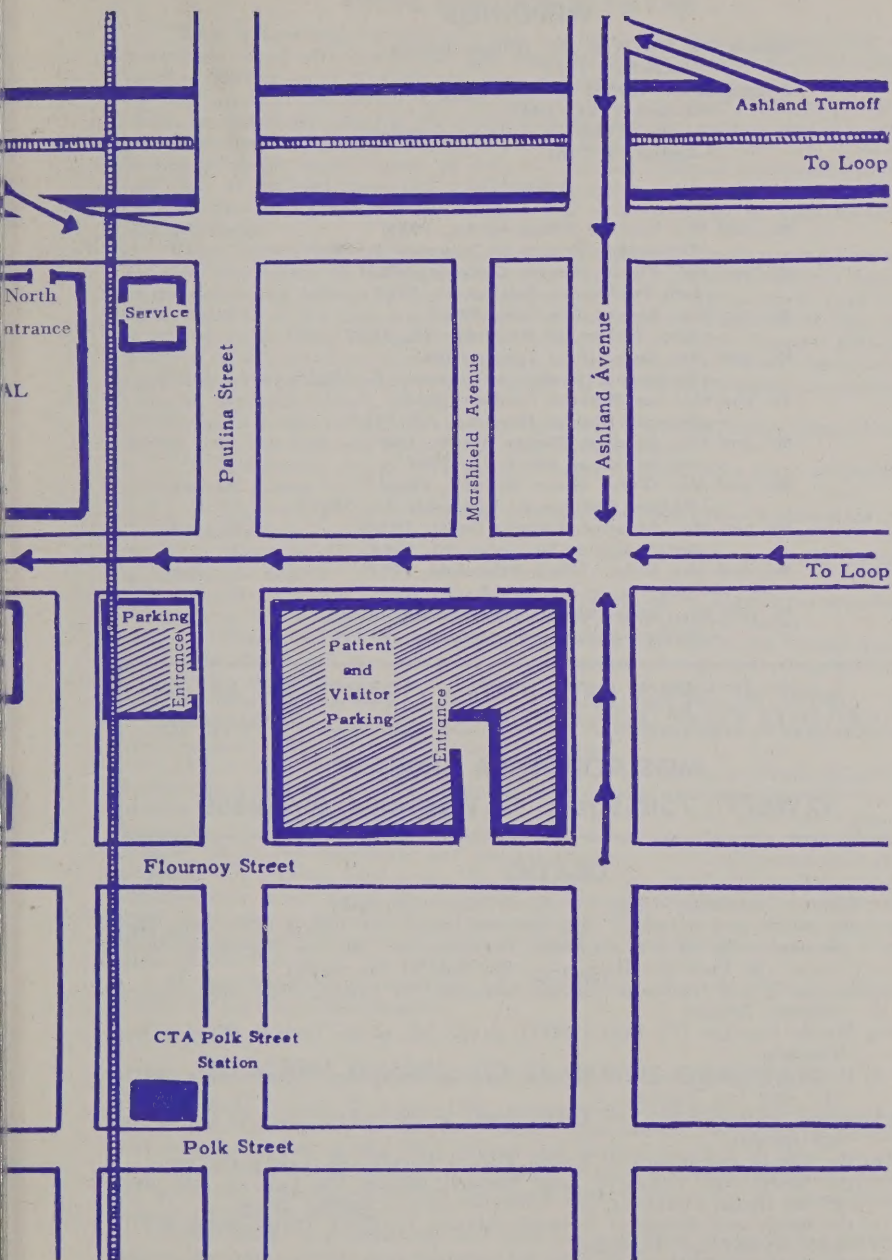 Ashland Turnoff
To Loop
North
ntrance
AL
Service
Paulina Street
Marshfield Avenue
Ashland Avenue
To Loop
Parking
Entrance
Patient
and
Visitor
Parking
Entrance
Flournoy Street
CTA Polk Street
Station
Polk Street